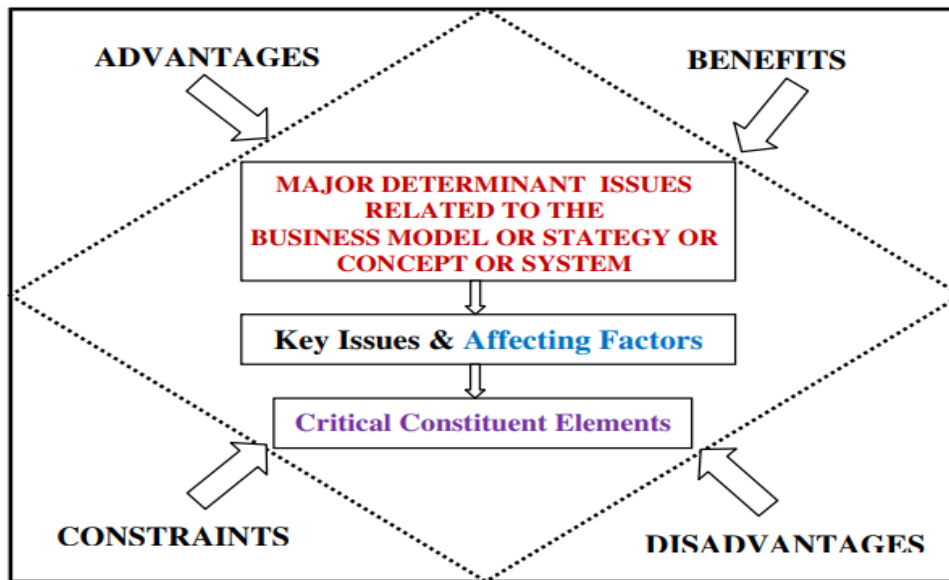 ADVANTAGES
BENEFITS
MAJOR DETERMINANT ISSUES
RELATED TO THE
BUSINESS MODEL OR STATEGY OR
CONCEPT OR SYSTEM
Key Issues & Affecting Factors
Critical Constituent Elements
CONSTRAINTS
DISADVANTAGES